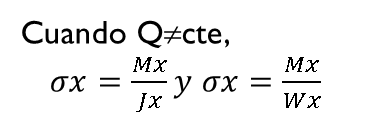 Cuando Q≠cte,
σx = Mx/Jx y σx = Mx/Wx